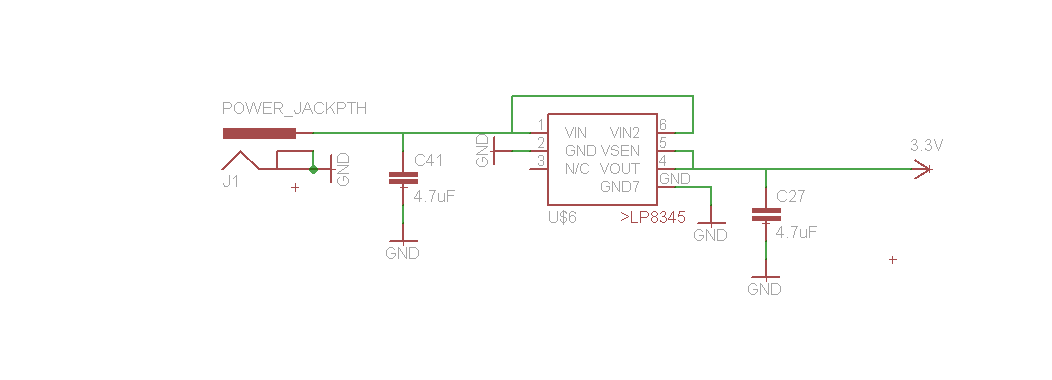 POWER_JACKPTH
J1
GND
C41
4.7uF
GND
GND
1 VIN VIN2 6
2 GND VSEN 5
3 N/C VOUT 4
GND7 GND
U$6 >LP8345
GND
3.3V
C27
4.7uF
GND